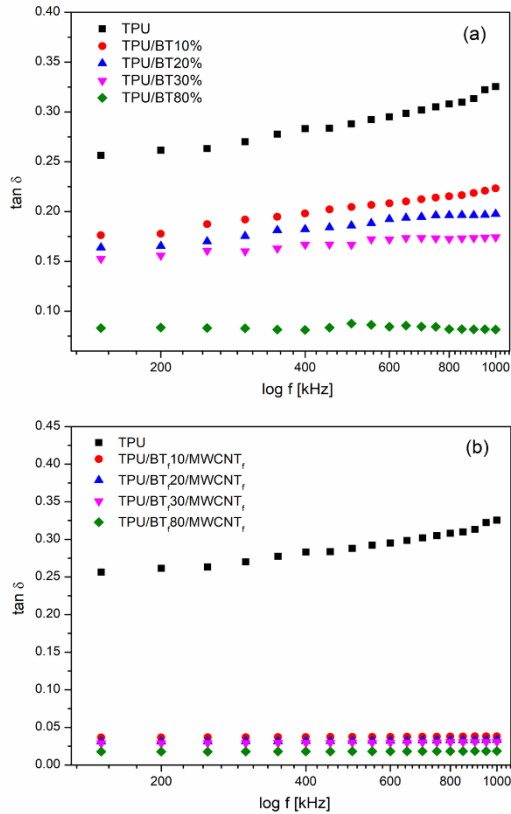 0.40
0.35
0.30
0.25
0.20
0.15
0.10
tan δ
TPU
TPU/BT10%
TPU/BT20%
TPU/BT30%
TPU/BT80%
(a)
200
400
600
800
1000
log f [kHz]
0.45
0.40
0.35
0.30
0.25
0.20
0.15
0.10
0.05
0.00
tan δ
TPU
TPU/BTf10/MWCNTf
TPU/BTf20/MWCNTf
TPU/BTf30/MWCNTf
TPU/BTf80/MWCNTf
(b)
200
400
600
800
1000
log f [kHz]